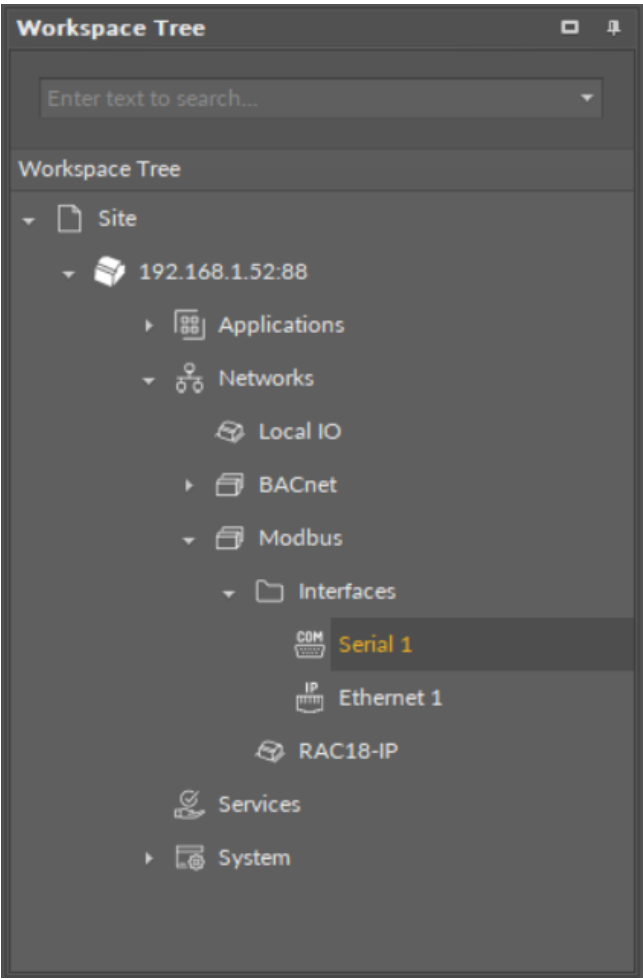 Workspace Tree
Enter text to search...
Workspace Tree
Site
192.168.1.52:88
Applications
Networks
Local IO
BACnet
Modbus
Interfaces
COM Serial 1
IP Ethernet 1
RAC18-IP
Services
System